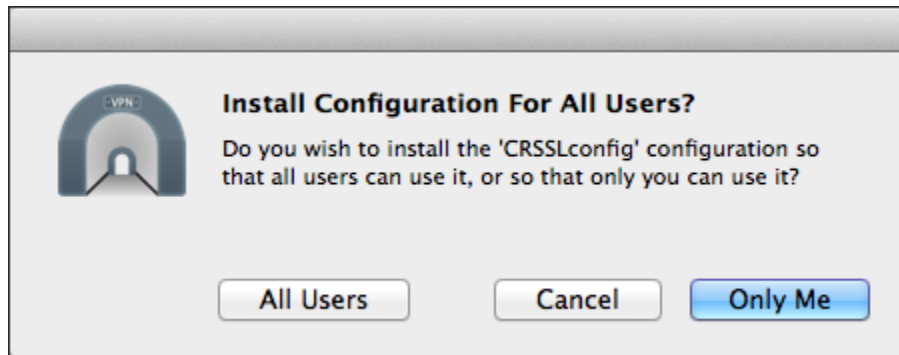 VPN
Install Configuration For All Users?
Do you wish to install the 'CRSSLconfig' configuration so
that all users can use it, or so that only you can use it?
All Users
Cancel
Only Me